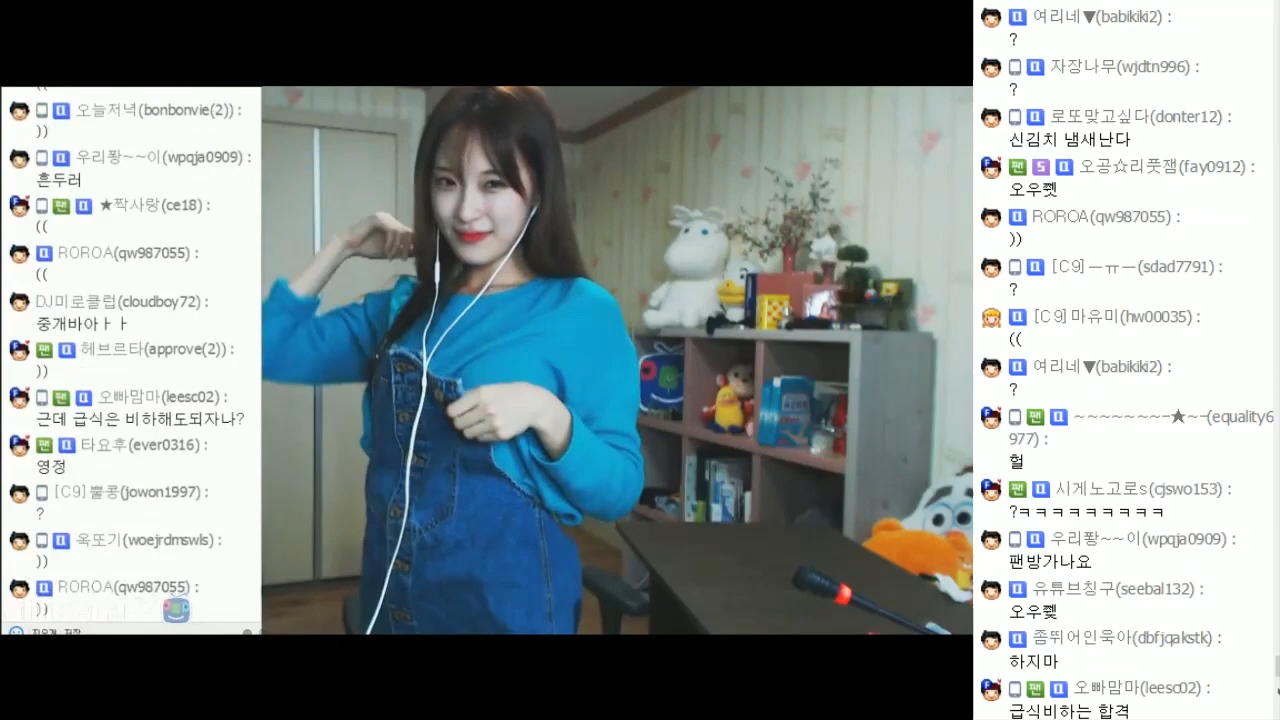 오늘저녁(bonbonvie(2)) :
))
우리쫭~~이(wpqja0909) :
흔두러
★짝사랑(ce18) :
((
ROROA(qw987055) :
((
DJ미로클럽(cloudboy72) :
중개바아ㅏㅏ
헤브르타(approve(2)) :
))
오빠맘마(leesc02) :
근데 급식은 비하해도되자나?
타요후(ever0316) :
영정
[C9]뿔콩(jowon1997) :
?
옥또기(woejrdmswls) :
))
ROROA(qw987055) :
))
여리네▼(babikiki2) :
?
자장나무(wjdtn996) :
?
로또맞고싶다(donter12) :
신김치 냄새난다
오공☆리풋잼(fay0912) :
오우쀗
ROROA(qw987055) :
))
[C9]ㅡㅠㅡ(sdad7791) :
?
[C9]마유미(hw00035) :
((
여리네▼(babikiki2) :
?
~~~~~~~~★~~(equality6
977) :
헐
시게노고로s(cjswo153) :
?ㅋㅋㅋㅋㅋㅋㅋㅋㅋ
우리쫭~~이(wpqja0909) :
팬방가나요
유튜브칭구(seebal132) :
오우쀏
좀뛰어인욱아(dbfjqakstk) :
하지마
오빠맘마(leesc02) :
급식비하는 합격